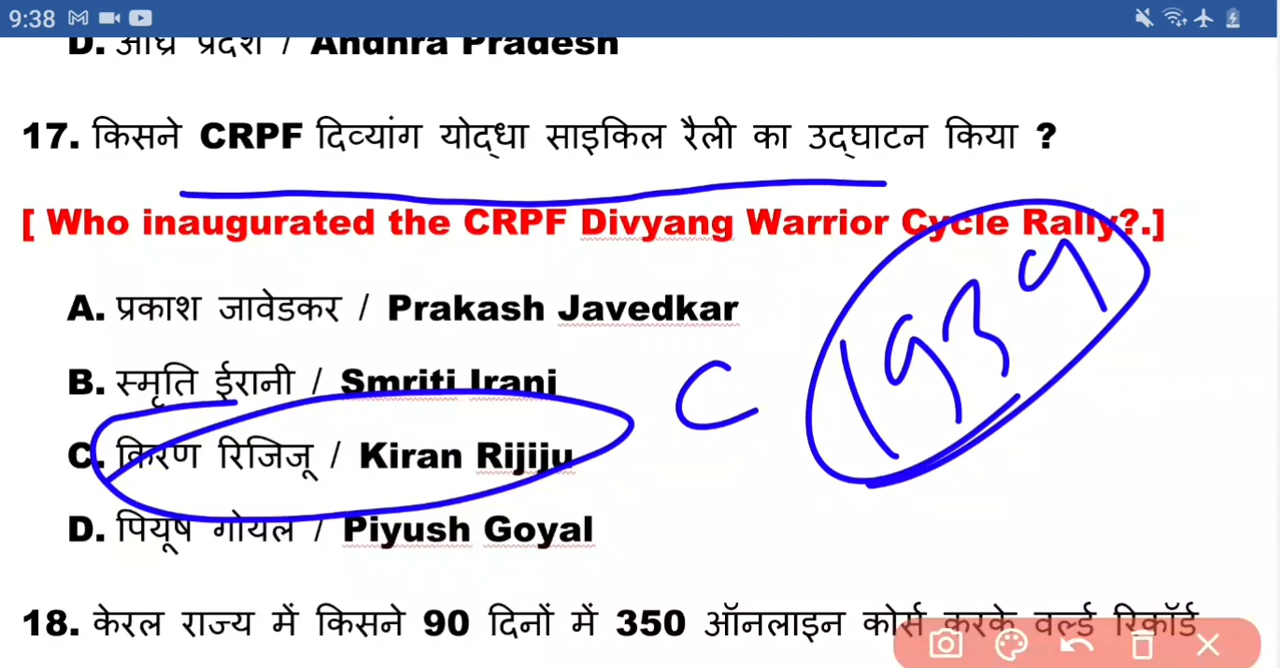 9:38
D. आंध्र प्रदेश / Andhra Pradesh
17. किसने CRPF दिव्यांग योद्धा साइकिल रैली का उद्घाटन किया ?
[ Who inaugurated the CRPF Divyang Warrior Cycle Rally?.]
A. प्रकाश जावेडकर / Prakash Javedkar
B. स्मृति ईरानी / Smriti Irani
C. किरण रिजिजू / Kiran Rijiju
D. पियूष गोयल / Piyush Goyal
C
1939
18. केरल राज्य में किसने 90 दिनों में 350 ऑनलाइन कोर्स करके वर्ल्ड रिकॉर्ड